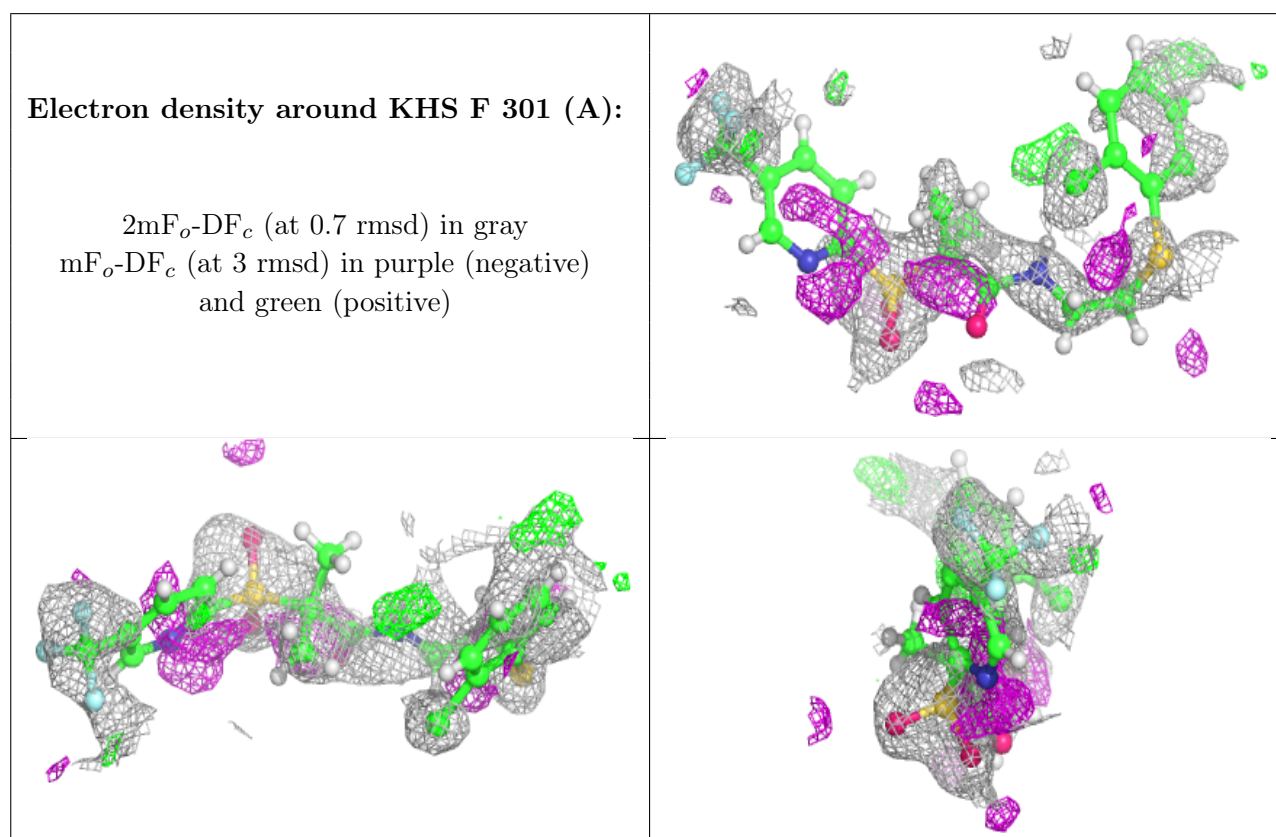 Electron density around KHS F 301 (A):
2mFo-DFc (at 0.7 rmsd) in gray
mFo-DFc (at 3 rmsd) in purple (negative)
and green (positive)